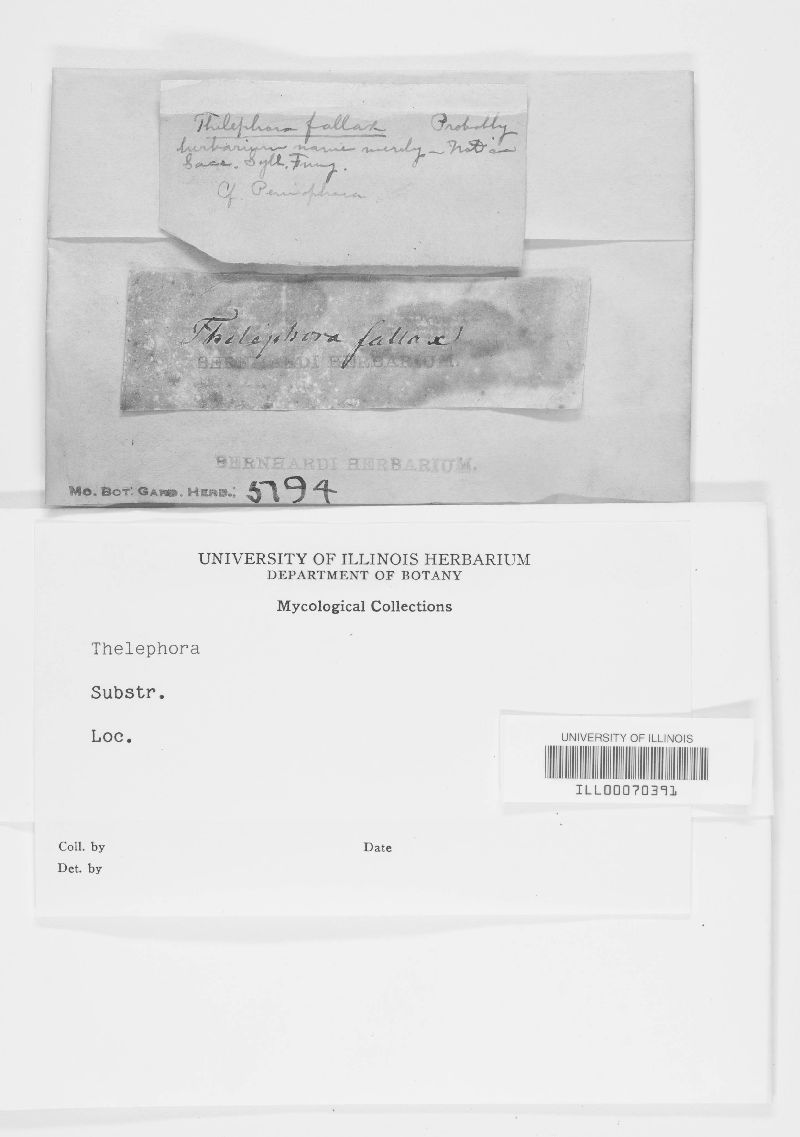 Thelephora fallax Probably
herbarium name merely - Not in
Sacc. Syll. Fung.
Cf. Peniophora
Thelephora fallax
BERNHARDI HERBARIUM.
BERNHARDI HERBARIUM.
Mo. Bot. Gard. Herb. 5794
UNIVERSITY OF ILLINOIS HERBARIUM
DEPARTMENT OF BOTANY
Mycological Collections
Thelephora
Substr.
Loc.
UNIVERSITY OF ILLINOIS
ILL00070391
Coll. by Date
Det. by